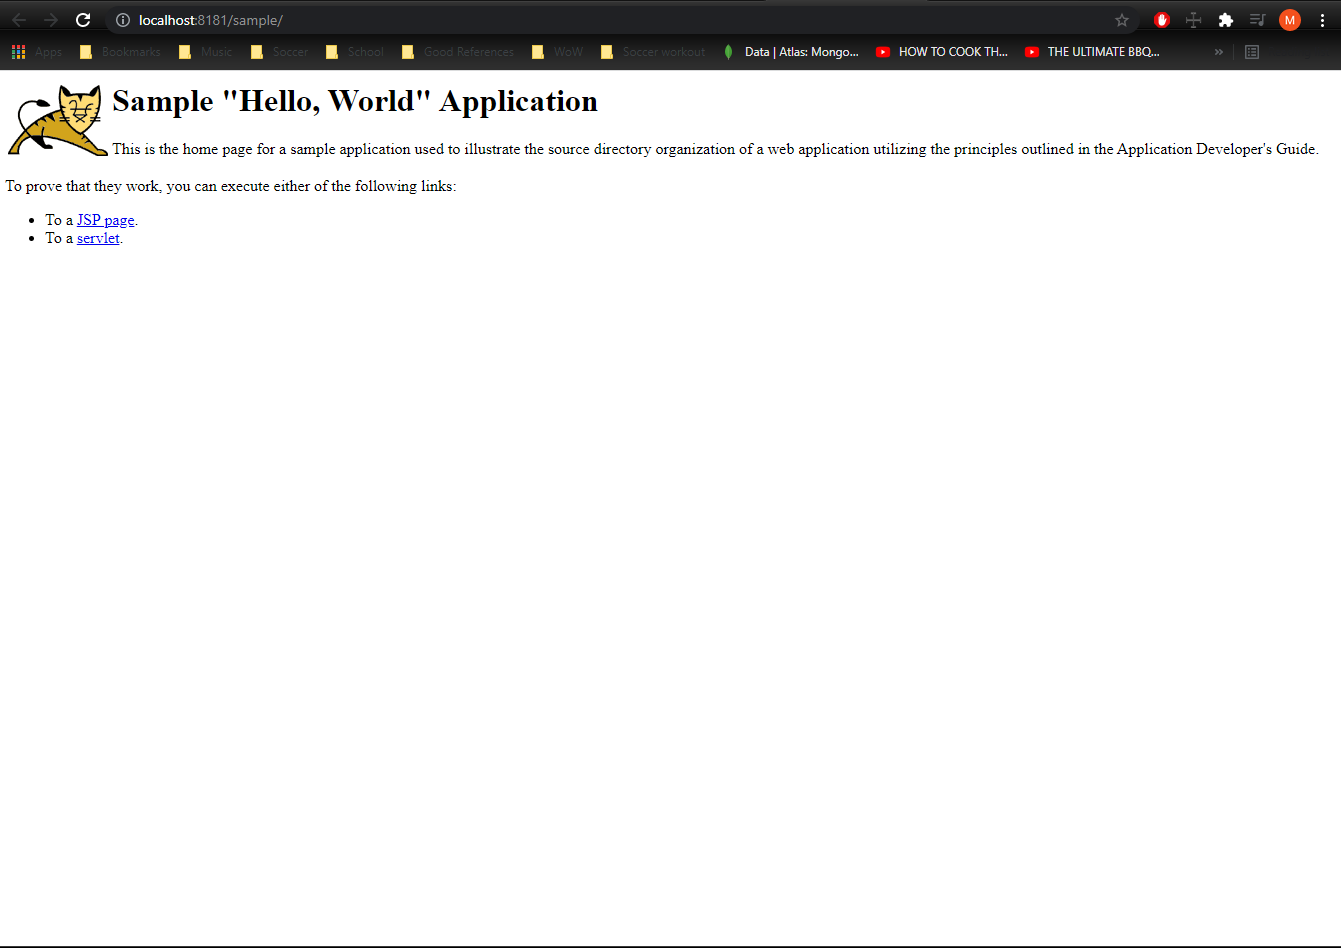 localhost:8181/sample/
M
Apps Bookmarks Music Soccer School Good References WoW Soccer workout Data | Atlas: Mongo... HOW TO COOK TH... THE ULTIMATE BBQ... »
Sample "Hello, World" Application
This is the home page for a sample application used to illustrate the source directory organization of a web application utilizing the principles outlined in the Application Developer's Guide.
To prove that they work, you can execute either of the following links:
• To a JSP page.
• To a servlet.